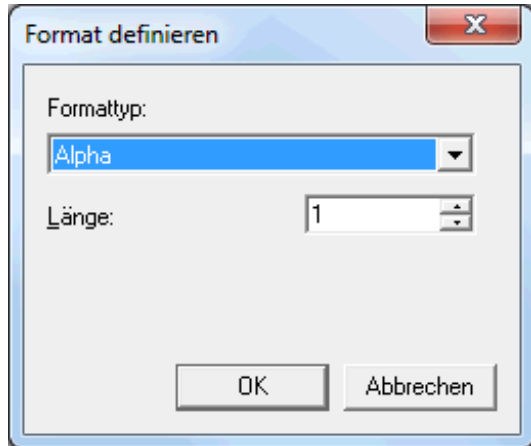 Format definieren
Formattyp:
Alpha
Länge:
1
OK
Abbrechen